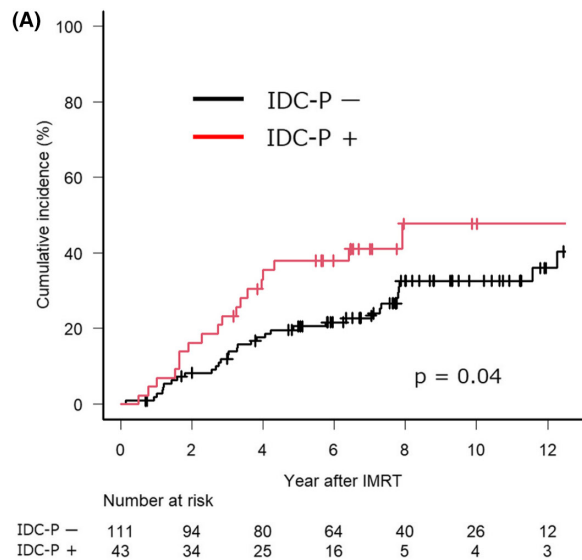 (A)
100
80
60
40
20
0
Cumulative incidence (%)
IDC-P −
IDC-P +
p = 0.04
0 2 4 6 8 10 12
Year after IMRT
Number at risk
IDC-P − 111 94 80 64 40 26 12
IDC-P + 43 34 25 16 5 4 3